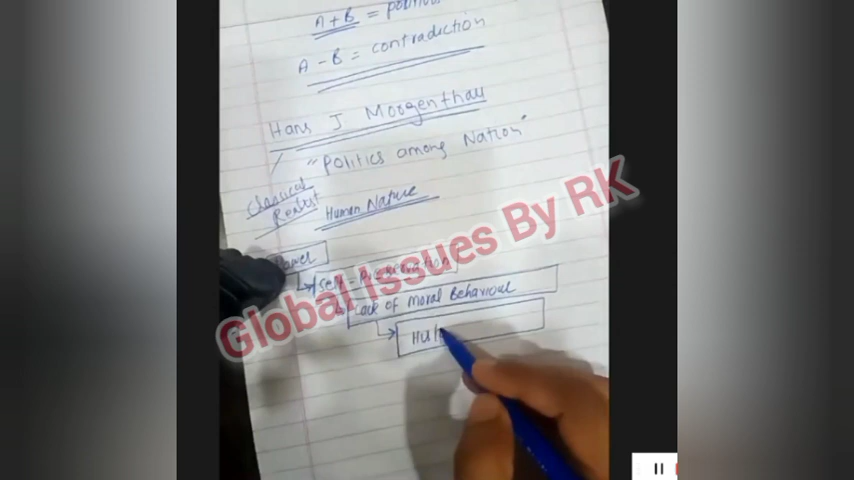 A + B =
A - B = contradiction
Hans J Morgenthau
"Politics among Nation"
Classical
Realist
Human Nature
Power
Self-Preservation
Lack of Moral Behaviour
Global Issues By RK